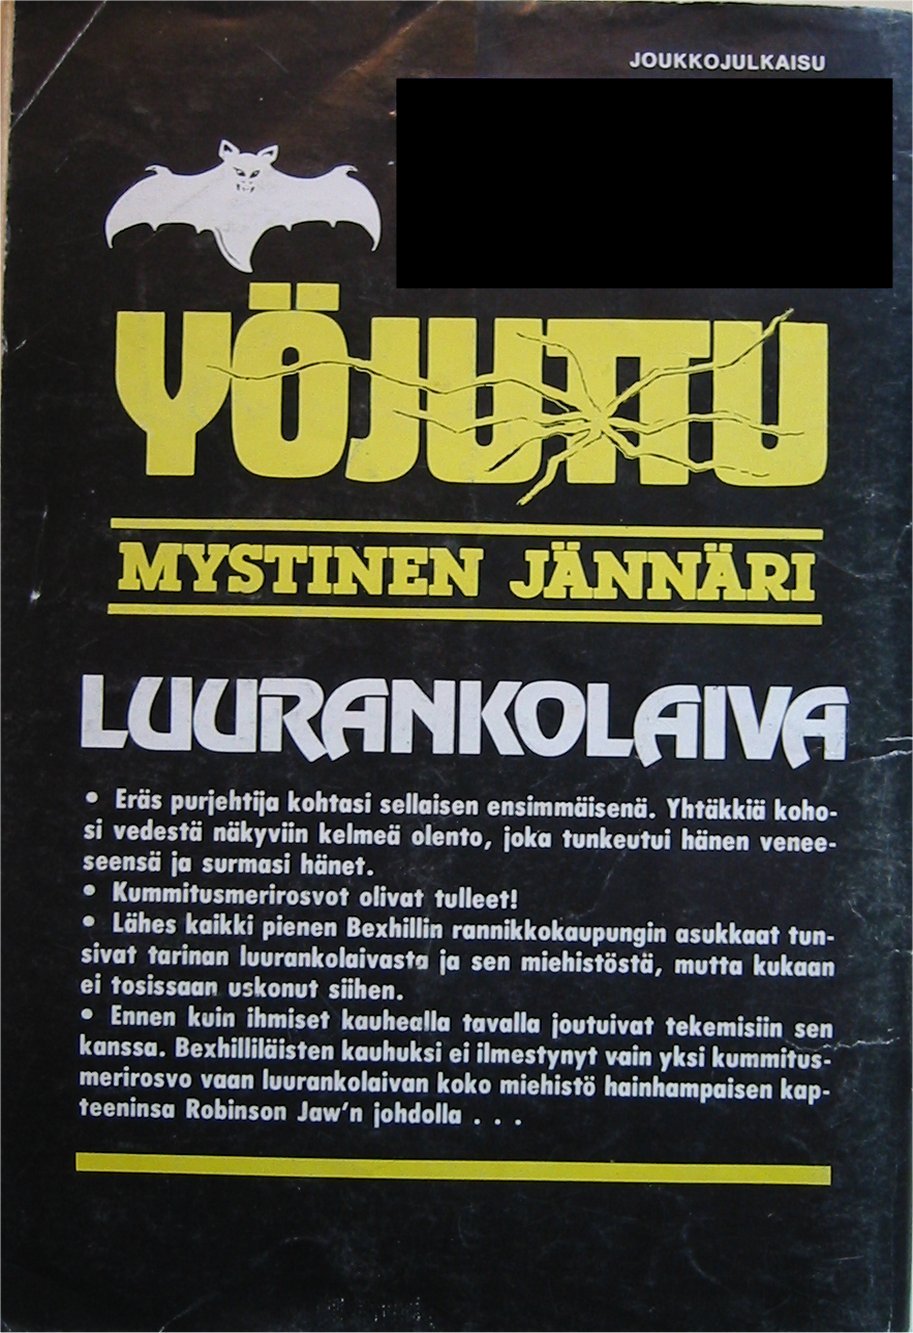 JOUKKOJULKAISU
YÖJUTTU
MYSTINEN JÄNNÄRI
LUURANKOLAIVA
• Eräs purjehtija kohtasi sellaisen ensimmäisenä. Yhtäkkiä koho-
si vedestä näkyviin kelmeä olento, joka tunkeutui hänen venee-
seensä ja surmasi hänet.
• Kummitusmerirosvot olivat tulleet!
• Lähes kaikki pienen Bexhillin rannikkokaupungin asukkaat tun-
sivat tarinan luurankolaivasta ja sen miehistöstä, mutta kukaan
ei tosissaan uskonut siihen.
• Ennen kuin ihmiset kauhealla tavalla joutuivat tekemisiin sen
kanssa. Bexhilliläisten kauhuksi ei ilmestynyt vain yksi kummitus-
merirosvo vaan luurankolaivan koko miehistö hainhampaisen kap-
teeninsa Robinson Jaw'n johdolla . . .